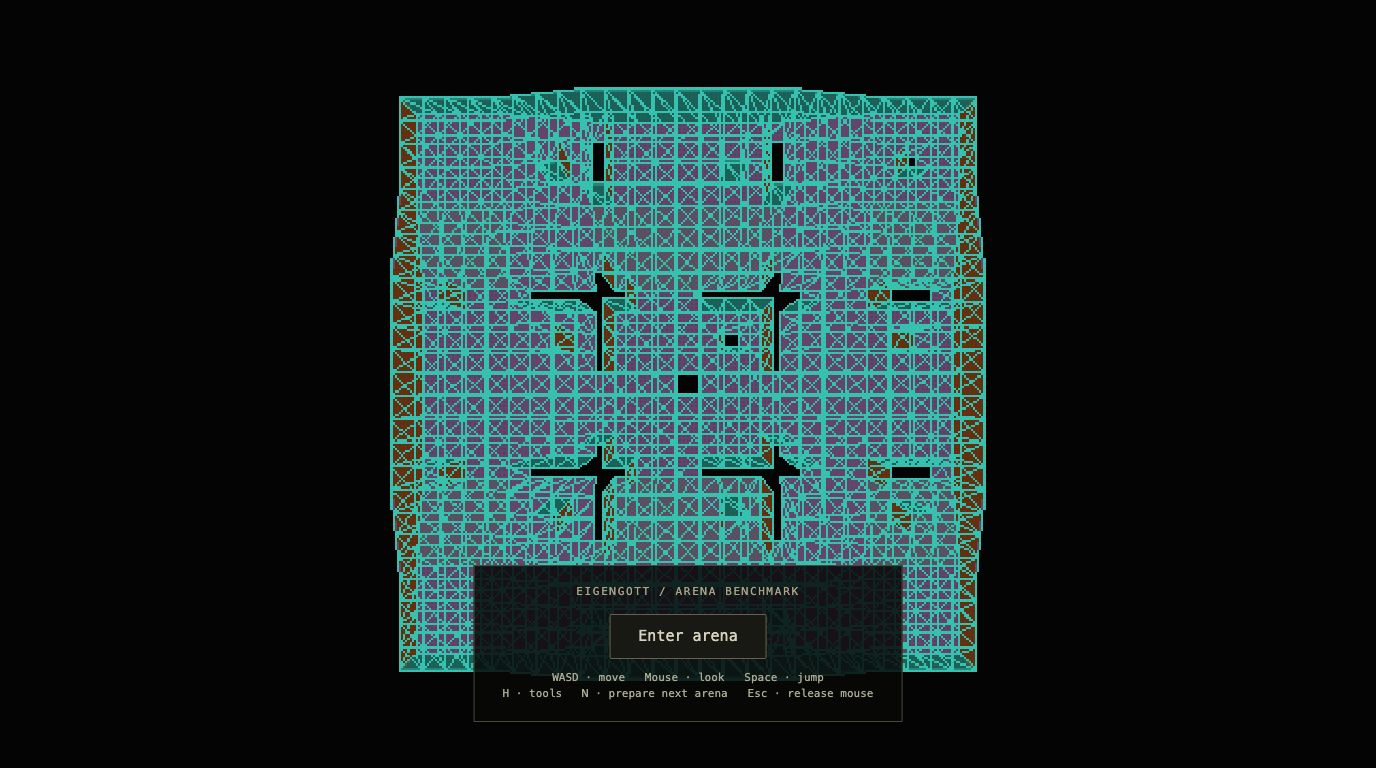 EIGENGOTT / ARENA BENCHMARK
Enter arena
WASD · move   Mouse · look   Space · jump
H · tools   N · prepare next arena   Esc · release mouse